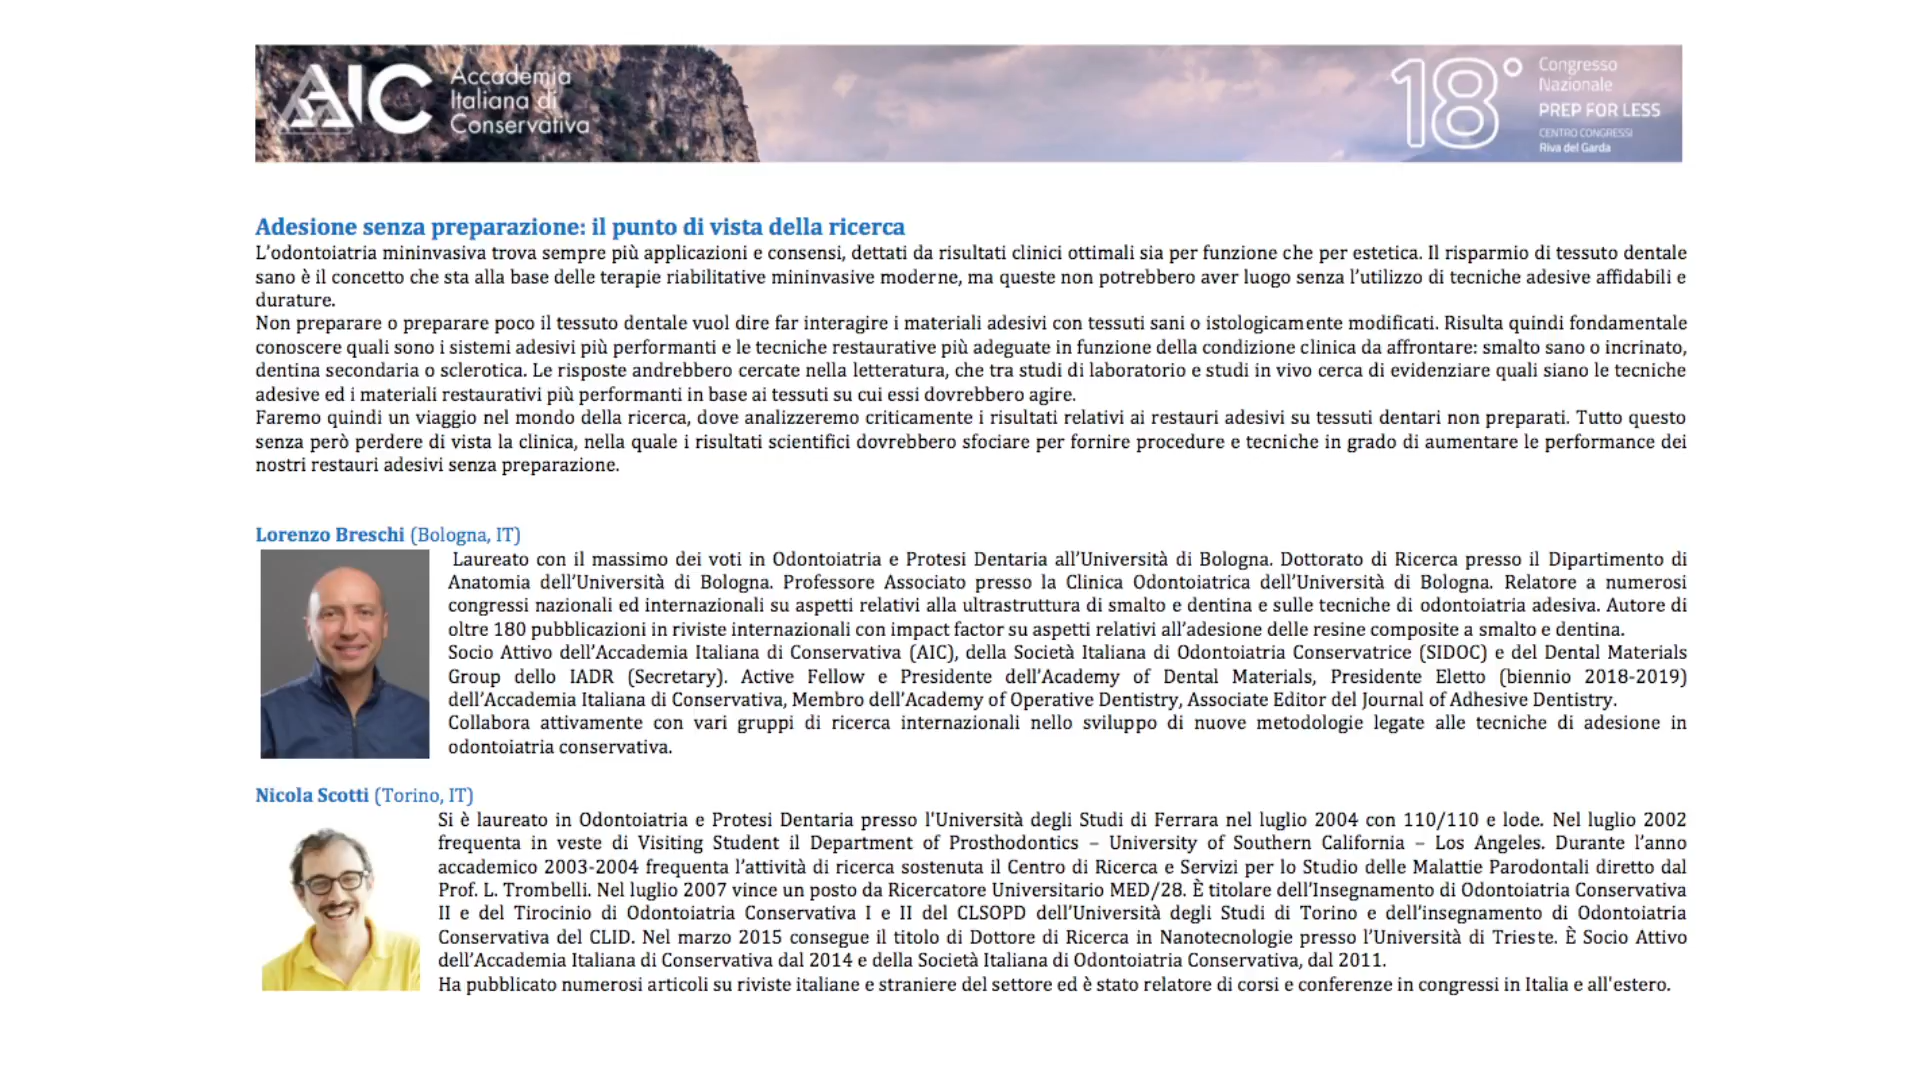 AIC
Accademia
Italiana di
Conservativa
18°
Congresso
Nazionale
PREP FOR LESS
CENTRO CONGRESSI
Riva del Garda
Adesione senza preparazione: il punto di vista della ricerca
L'odontoiatria mininvasiva trova sempre più applicazioni e consensi, dettati da risultati clinici ottimali sia per funzione che per estetica. Il risparmio di tessuto dentale
sano è il concetto che sta alla base delle terapie riabilitative mininvasive moderne, ma queste non potrebbero aver luogo senza l'utilizzo di tecniche adesive affidabili e
durature.
Non preparare o preparare poco il tessuto dentale vuol dire far interagire i materiali adesivi con tessuti sani o istologicamente modificati. Risulta quindi fondamentale
conoscere quali sono i sistemi adesivi più performanti e le tecniche restaurative più adeguate in funzione della condizione clinica da affrontare: smalto sano o incrinato,
dentina secondaria o sclerotica. Le risposte andrebbero cercate nella letteratura, che tra studi di laboratorio e studi in vivo cerca di evidenziare quali siano le tecniche
adesive ed i materiali restaurativi più performanti in base ai tessuti su cui essi dovrebbero agire.
Faremo quindi un viaggio nel mondo della ricerca, dove analizzeremo criticamente i risultati relativi ai restauri adesivi su tessuti dentari non preparati. Tutto questo
senza però perdere di vista la clinica, nella quale i risultati scientifici dovrebbero sfociare per fornire procedure e tecniche in grado di aumentare le performance dei
nostri restauri adesivi senza preparazione.
Lorenzo Breschi (Bologna, IT)
Laureato con il massimo dei voti in Odontoiatria e Protesi Dentaria all'Università di Bologna. Dottorato di Ricerca presso il Dipartimento di
Anatomia dell'Università di Bologna. Professore Associato presso la Clinica Odontoiatrica dell'Università di Bologna. Relatore a numerosi
congressi nazionali ed internazionali su aspetti relativi alla ultrastruttura di smalto e dentina e sulle tecniche di odontoiatria adesiva. Autore di
oltre 180 pubblicazioni in riviste internazionali con impact factor su aspetti relativi all'adesione delle resine composite a smalto e dentina.
Socio Attivo dell'Accademia Italiana di Conservativa (AIC), della Società Italiana di Odontoiatria Conservatrice (SIDOC) e del Dental Materials
Group dello IADR (Secretary). Active Fellow e Presidente dell'Academy of Dental Materials, Presidente Eletto (biennio 2018-2019)
dell'Accademia Italiana di Conservativa, Membro dell'Academy of Operative Dentistry, Associate Editor del Journal of Adhesive Dentistry.
Collabora attivamente con vari gruppi di ricerca internazionali nello sviluppo di nuove metodologie legate alle tecniche di adesione in
odontoiatria conservativa.
Nicola Scotti (Torino, IT)
Si è laureato in Odontoiatria e Protesi Dentaria presso l'Università degli Studi di Ferrara nel luglio 2004 con 110/110 e lode. Nel luglio 2002
frequenta in veste di Visiting Student il Department of Prosthodontics – University of Southern California – Los Angeles. Durante l'anno
accademico 2003-2004 frequenta l'attività di ricerca sostenuta il Centro di Ricerca e Servizi per lo Studio delle Malattie Parodontali diretto dal
Prof. L. Trombelli. Nel luglio 2007 vince un posto da Ricercatore Universitario MED/28. È titolare dell'Insegnamento di Odontoiatria Conservativa
II e del Tirocinio di Odontoiatria Conservativa I e II del CLSOPD dell'Università degli Studi di Torino e dell'insegnamento di Odontoiatria
Conservativa del CLID. Nel marzo 2015 consegue il titolo di Dottore di Ricerca in Nanotecnologie presso l'Università di Trieste. È Socio Attivo
dell'Accademia Italiana di Conservativa dal 2014 e della Società Italiana di Odontoiatria Conservativa, dal 2011.
Ha pubblicato numerosi articoli su riviste italiane e straniere del settore ed è stato relatore di corsi e conferenze in congressi in Italia e all'estero.